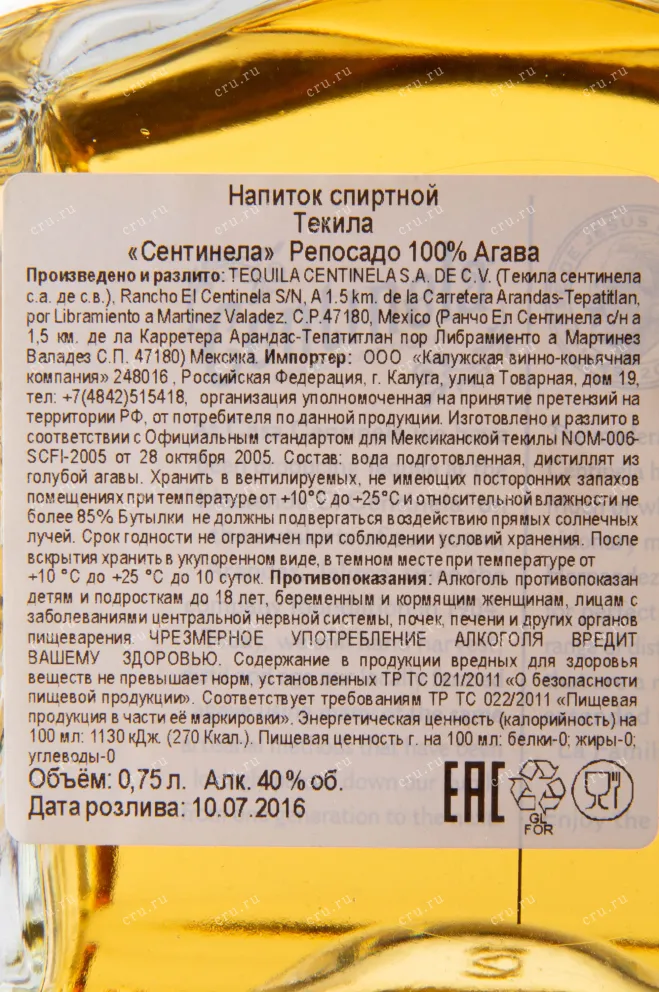 Напиток спиртной
Текила
«Сентинела» Репосадо 100% Агава
Произведено и разлито: TEQUILA CENTINELA S.A. DE C.V. (Текила сентинела
с.а. де с.в.), Rancho El Centinela S/N, A 1.5 km. de la Carretera Arandas-Tepatitlan,
por Libramiento a Martinez Valadez. C.P.47180, Mexico (Ранчо Ел Сентинела с/н а
1,5 км. де ла Карретера Арандас-Тепатитлан пор Либрамиенто а Мартинез
Валадез С.П. 47180) Мексика. Импортер: ООО «Калужская винно-коньячная
компания» 248016 , Российская Федерация, г. Калуга, улица Товарная, дом 19,
тел: +7(4842)515418, организация уполномоченная на принятие претензий на
территории РФ, от потребителя по данной продукции. Изготовлено и разлито в
соответствии с Официальным стандартом для Мексиканской текилы NOM-006-
SCFI-2005 от 28 октября 2005. Состав: вода подготовленная, дистиллят из
голубой агавы. Хранить в вентилируемых, не имеющих посторонних запахов
помещениях при температуре от +10°С до +25°С и относительной влажности не
более 85% Бутылки не должны подвергаться воздействию прямых солнечных
лучей. Срок годности не ограничен при соблюдении условий хранения. После
вскрытия хранить в укупоренном виде, в темном месте при температуре от
+10 °С до +25 °С до 10 суток. Противопоказания: Алкоголь противопоказан
детям и подросткам до 18 лет, беременным и кормящим женщинам, лицам с
заболеваниями центральной нервной системы, почек, печени и других органов
пищеварения. ЧРЕЗМЕРНОЕ УПОТРЕБЛЕНИЕ АЛКОГОЛЯ ВРЕДИТ
ВАШЕМУ ЗДОРОВЬЮ. Содержание в продукции вредных для здоровья
веществ не превышает норм, установленных ТР ТС 021/2011 «О безопасности
пищевой продукции». Соответствует требованиям ТР ТС 022/2011 «Пищевая
продукция в части её маркировки». Энергетическая ценность (калорийность) на
100 мл: 1130 кДж. (270 Ккал.). Пищевая ценность г. на 100 мл: белки-0; жиры-0;
углеводы-0
Объём: 0,75 л. Алк. 40 % об.
Дата розлива: 10.07.2016
EAC
GL
FOR
cru.ru